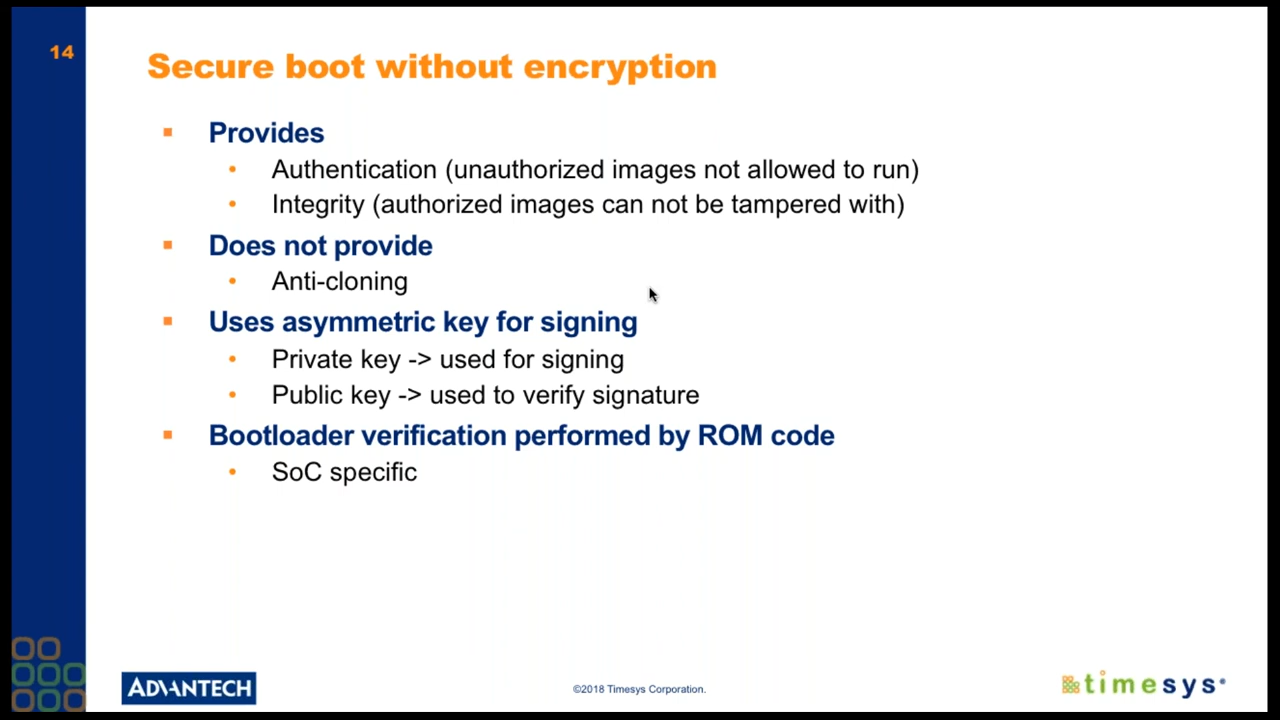 14
Secure boot without encryption
Provides
Authentication (unauthorized images not allowed to run)
Integrity (authorized images can not be tampered with)
Does not provide
Anti-cloning
Uses asymmetric key for signing
Private key -> used for signing
Public key -> used to verify signature
Bootloader verification performed by ROM code
SoC specific
ADVANTECH
©2018 Timesys Corporation.
timesys